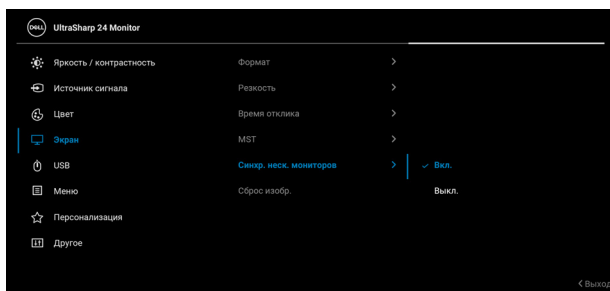 DELL UltraSharp 24 Monitor
Яркость / контрастность
Формат
Источник сигнала
Резкость
Цвет
Время отклика
Экран
MST
USB
Синхр. неск. мониторов
Вкл.
Меню
Сброс изобр.
Выкл.
Персонализация
Другое
Выход